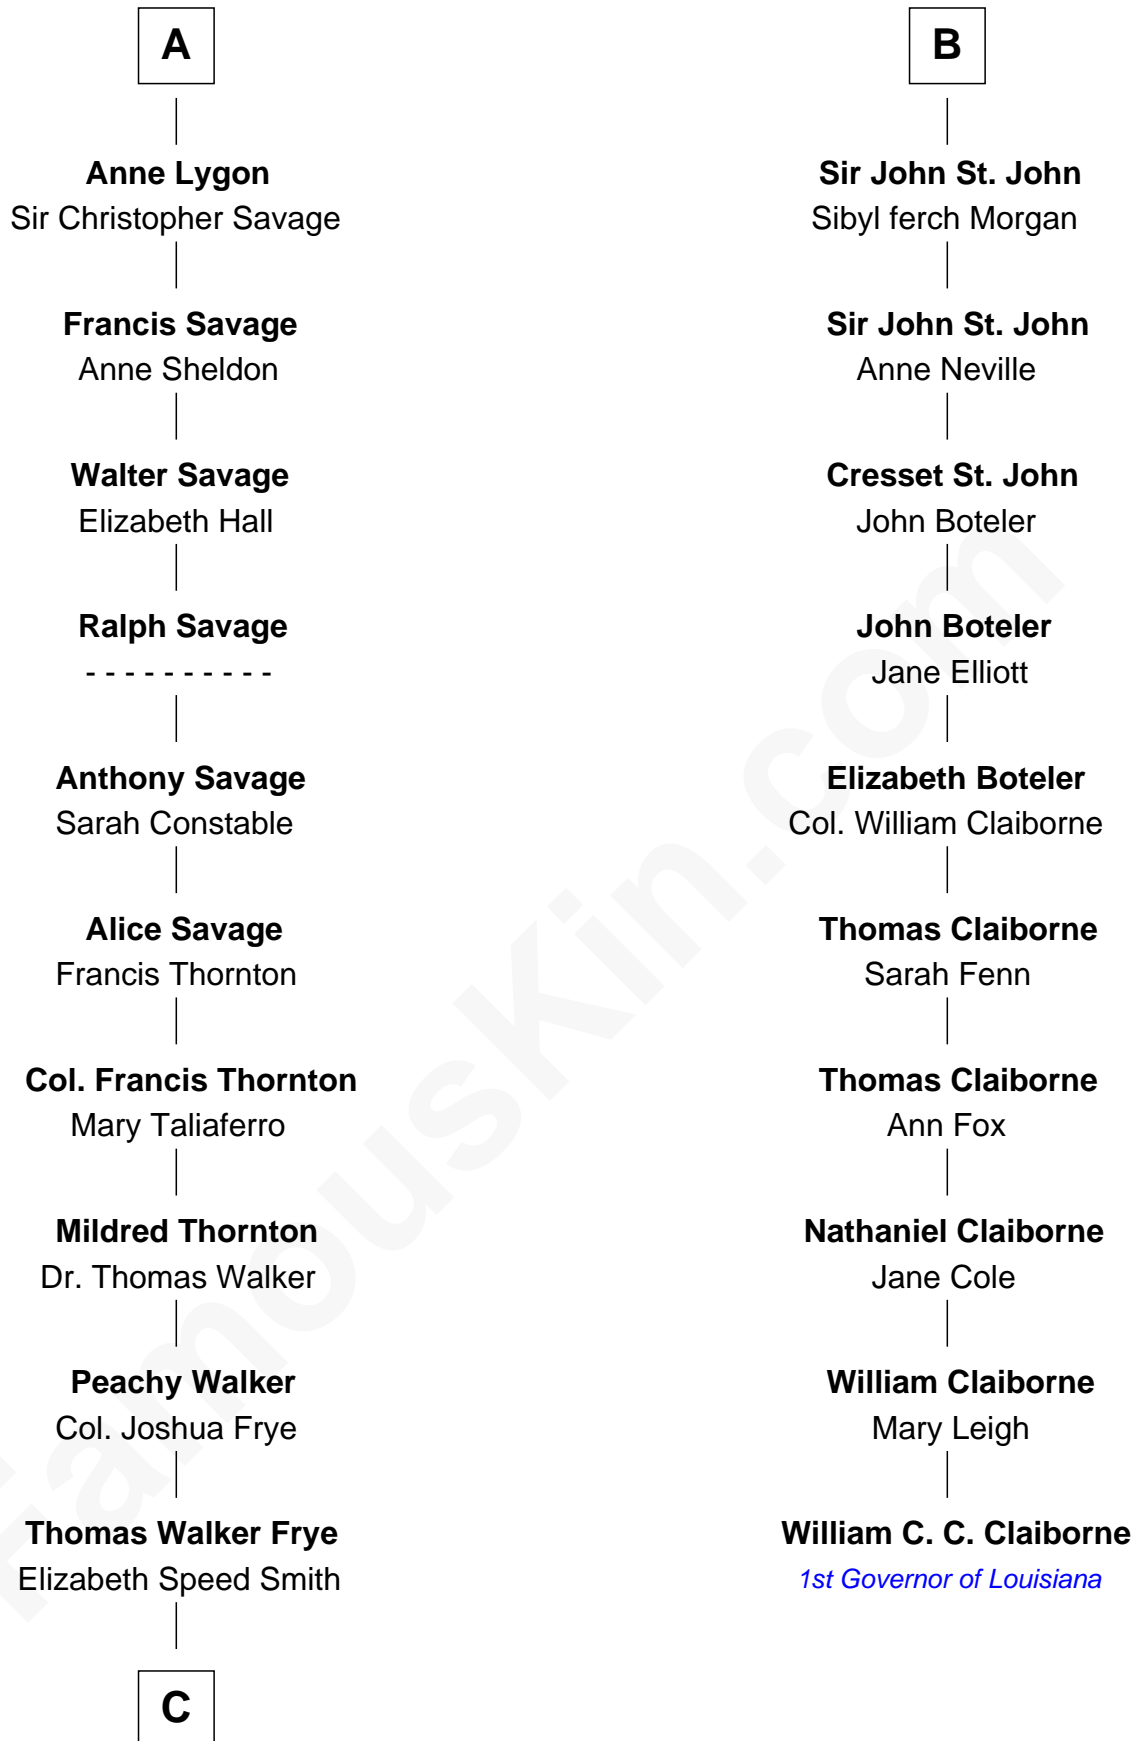 A
Anne Lygon
Sir Christopher Savage
Francis Savage
Anne Sheldon
Walter Savage
Elizabeth Hall
Ralph Savage
- - - - - - - - - -
Anthony Savage
Sarah Constable
Alice Savage
Francis Thornton
Col. Francis Thornton
Mary Taliaferro
Mildred Thornton
Dr. Thomas Walker
Peachy Walker
Col. Joshua Frye
Thomas Walker Frye
Elizabeth Speed Smith
C
B
Sir John St. John
Sibyl ferch Morgan
Sir John St. John
Anne Neville
Cresset St. John
John Boteler
John Boteler
Jane Elliott
Elizabeth Boteler
Col. William Claiborne
Thomas Claiborne
Sarah Fenn
Thomas Claiborne
Ann Fox
Nathaniel Claiborne
Jane Cole
William Claiborne
Mary Leigh
William C. C. Claiborne
1st Governor of Louisiana
FamousKin.com